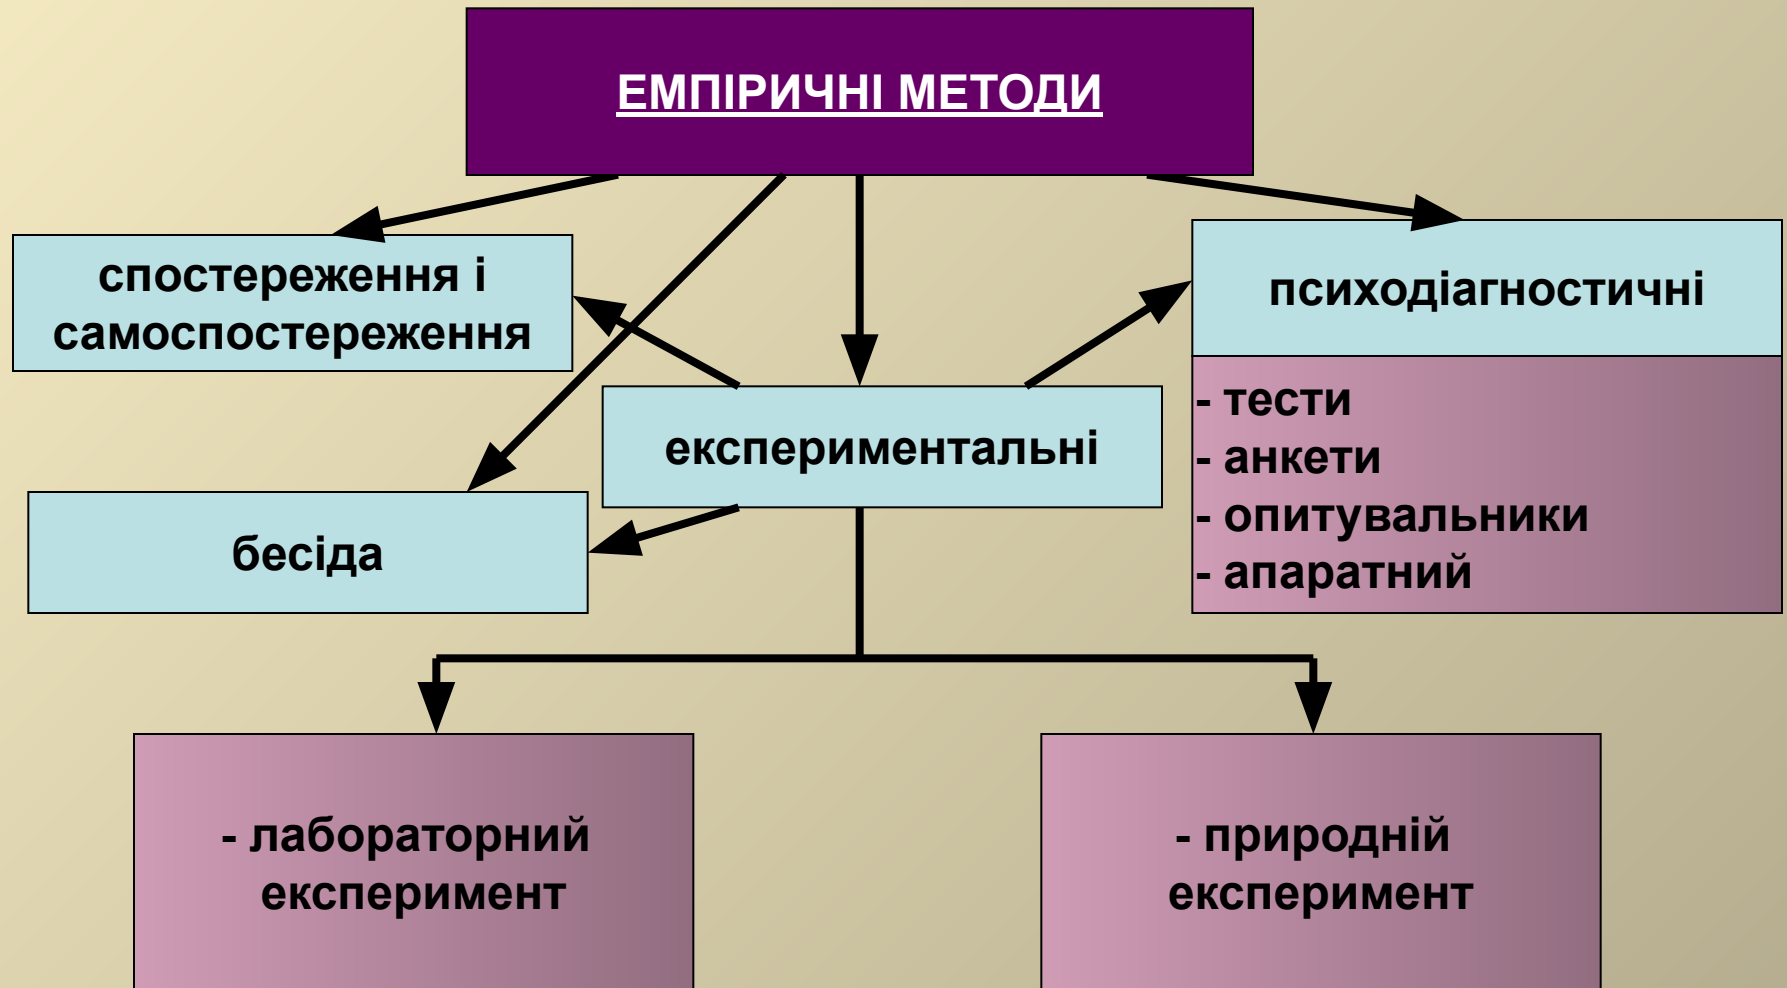 ЕМПІРИЧНІ МЕТОДИ
спостереження і
самоспостереження
психодіагностичні
- тести
- анкети
- опитувальники
- апаратний
експериментальні
бесіда
- лабораторний
експеримент
- природній
експеримент